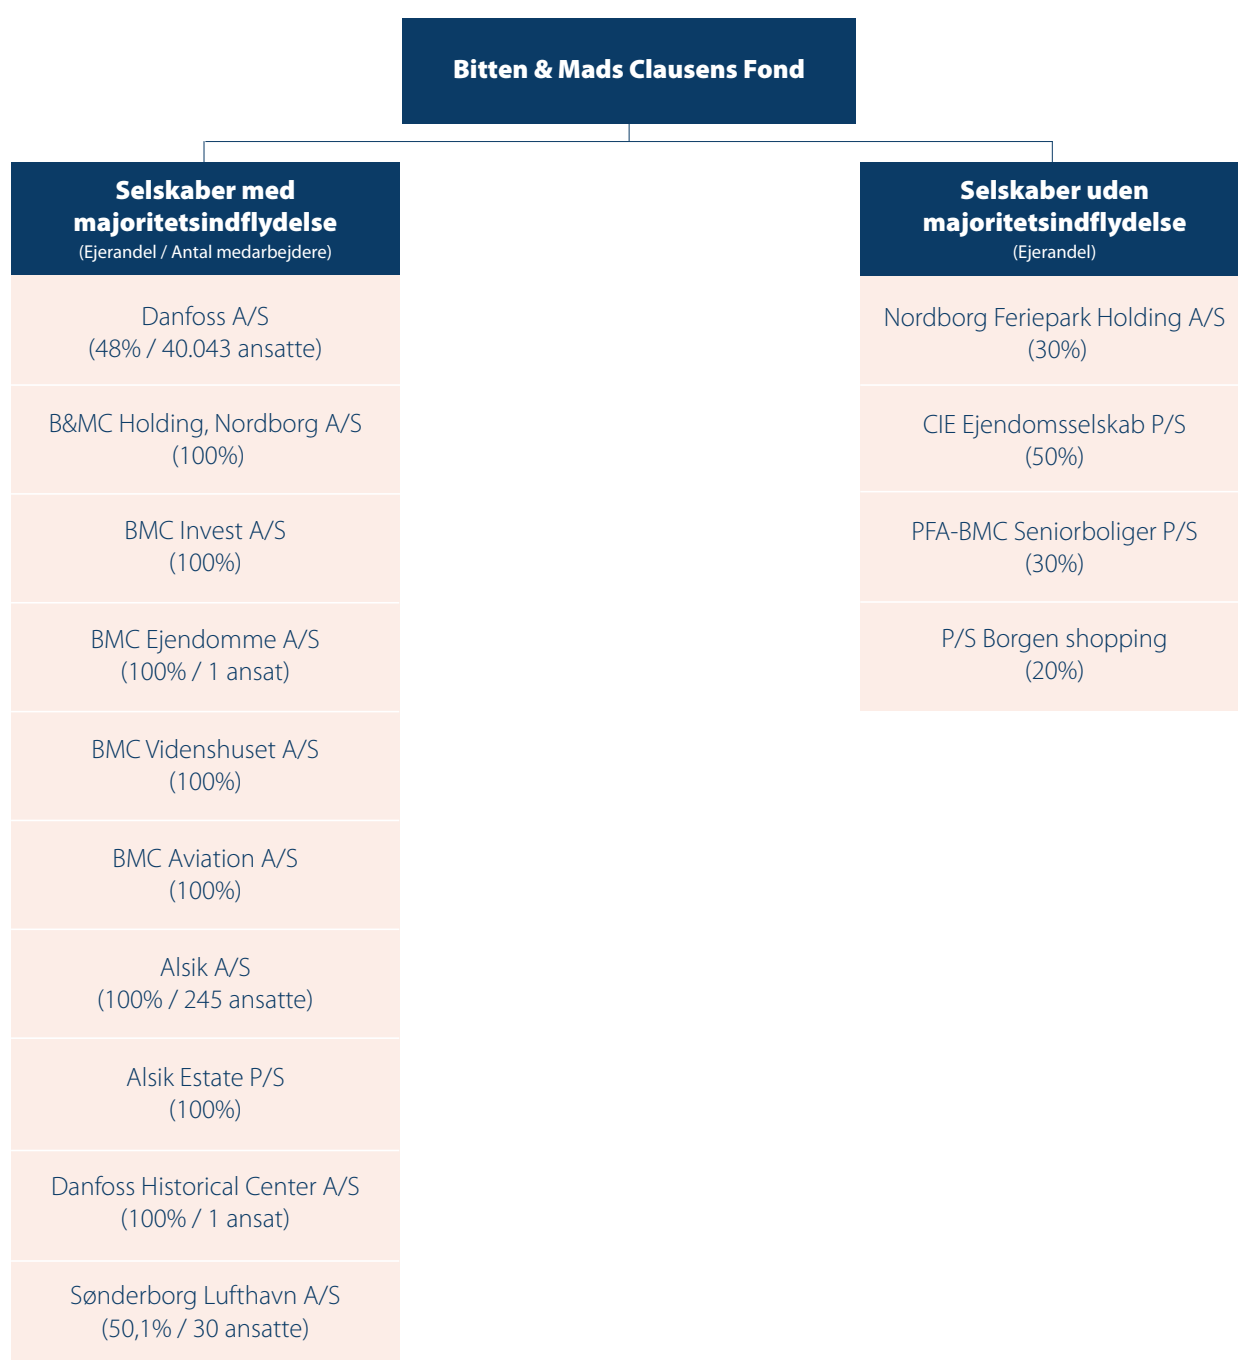 Bitten & Mads Clausens Fond
Selskaber med
majoritetsindflydelse
(Ejerandel / Antal medarbejdere)
Danfoss A/S
(48% / 40.043 ansatte)
B&MC Holding, Nordborg A/S
(100%)
BMC Invest A/S
(100%)
BMC Ejendomme A/S
(100% / 1 ansat)
BMC Videnshuset A/S
(100%)
BMC Aviation A/S
(100%)
Alsik A/S
(100% / 245 ansatte)
Alsik Estate P/S
(100%)
Danfoss Historical Center A/S
(100% / 1 ansat)
Sønderborg Lufthavn A/S
(50,1% / 30 ansatte)
Selskaber uden
majoritetsindflydelse
(Ejerandel)
Nordborg Feriepark Holding A/S
(30%)
CIE Ejendomsselskab P/S
(50%)
PFA-BMC Seniorboliger P/S
(30%)
P/S Borgen shopping
(20%)